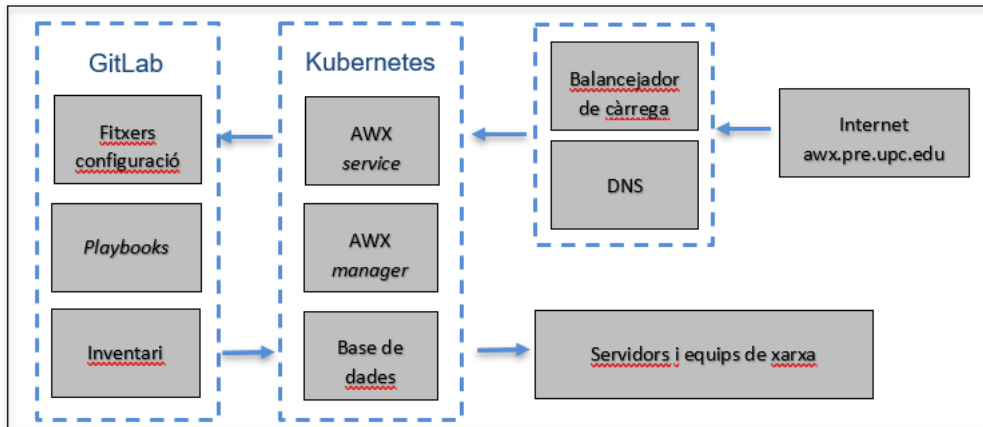 GitLab
Fitxers
configuració
Playbooks
Inventari
Kubernetes
AWX
service
AWX
manager
Base de
dades
Balancejador
de càrrega
DNS
Internet
awx.pre.upc.edu
Servidors i equips de xarxa